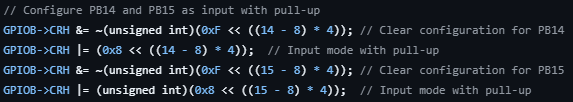 // Configure PB14 and PB15 as input with pull-up
GPIOB->CRH &= ~(unsigned int)(0xF << ((14 - 8) * 4)); // Clear configuration for PB14
GPIOB->CRH |= (0x8 << ((14 - 8) * 4));  // Input mode with pull-up
GPIOB->CRH &= ~(unsigned int)(0xF << ((15 - 8) * 4)); // Clear configuration for PB15
GPIOB->CRH |= (unsigned int)(0x8 << ((15 - 8) * 4));  // Input mode with pull-up